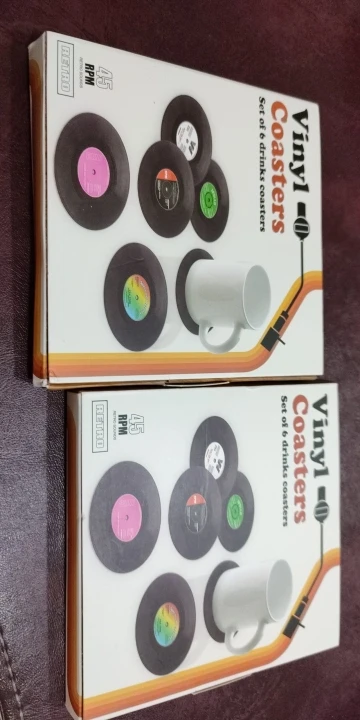 Vinyl
Coasters
Set of 6 drinks coasters
45
RPM
RETRO
Vinyl
Coasters
Set of 6 drinks coasters
45
RPM
RETRO